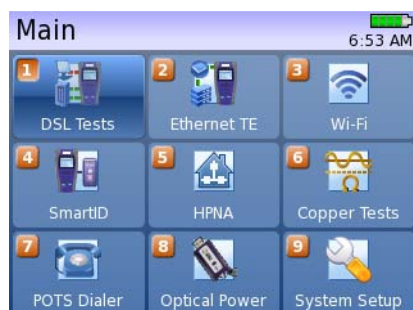 Main
6:53 AM
1 2 3
DSL Tests Ethernet TE Wi-Fi
4 5 6
SmartID HPNA Copper Tests
7 8 9
POTS Dialer Optical Power System Setup